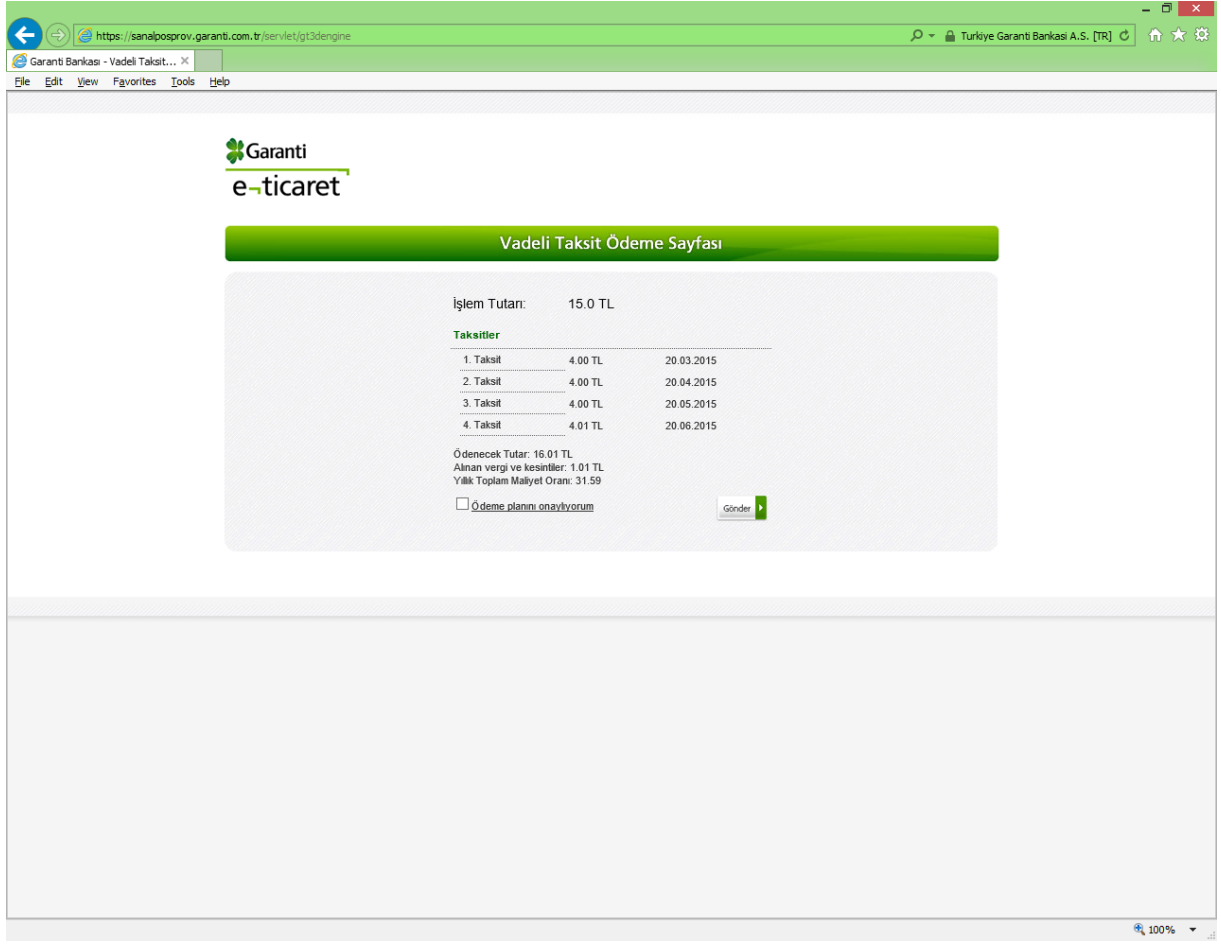 https://sanalposprov.garanti.com.tr/servlet/gt3dengine
Turkiye Garanti Bankasi A.S. [TR]
Garanti Bankası - Vadeli Taksit...
File Edit View Favorites Tools Help
Garanti
e-ticaret
Vadeli Taksit Ödeme Sayfası
İşlem Tutarı: 15.0 TL
Taksitler
1. Taksit 4.00 TL 20.03.2015
2. Taksit 4.00 TL 20.04.2015
3. Taksit 4.00 TL 20.05.2015
4. Taksit 4.01 TL 20.06.2015
Ödenecek Tutar: 16.01 TL
Alınan vergi ve kesintiler: 1.01 TL
Yıllık Toplam Maliyet Oranı: 31.59
Ödeme planını onaylıyorum
Gönder
100%